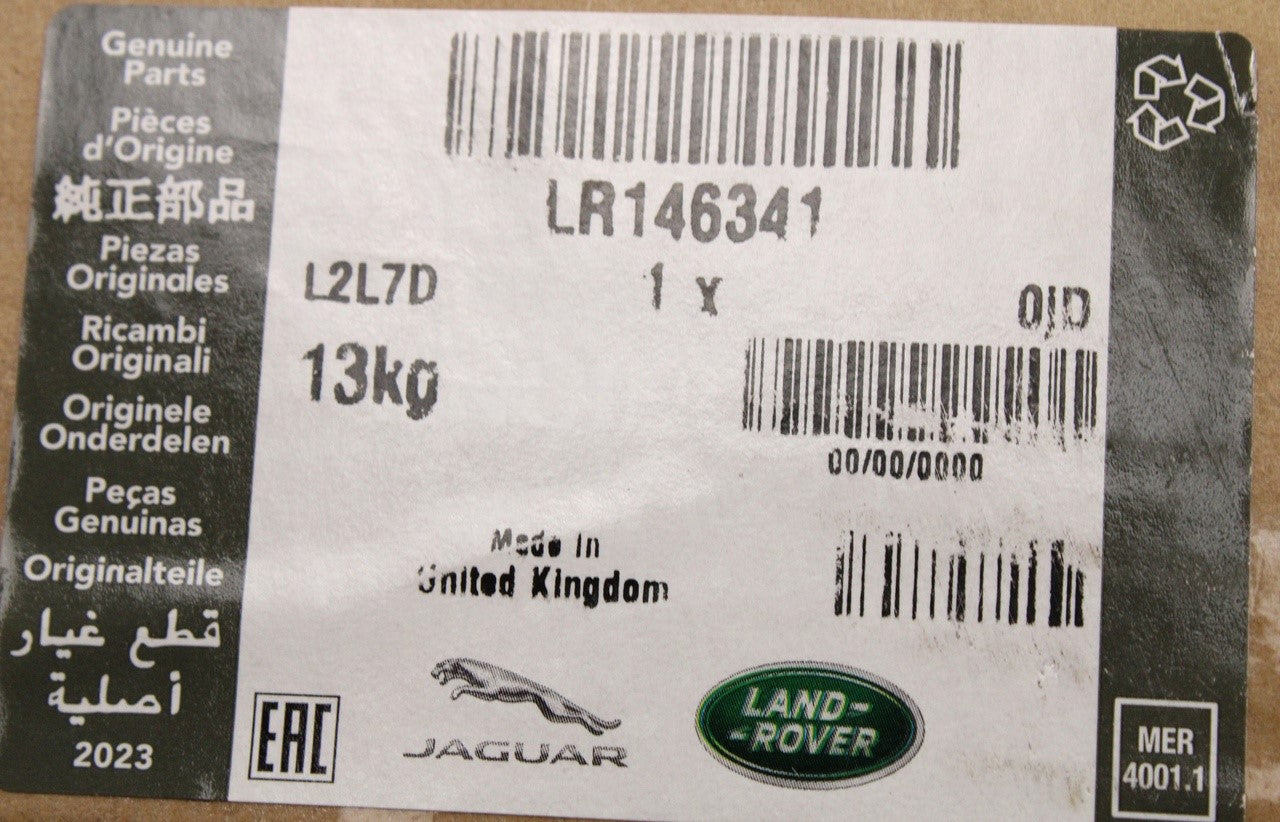 Genuine
Parts
Pièces
d'Origine
純正部品
Piezas
Originales
Ricambi
Originali
Originele
Onderdelen
Peças
Genuinas
Originalteile
قطع غيار
أصلية
2023
LR146341
L2L7D
1 x
0JD
13kg
00/00/0000
Made In
United Kingdom
EAC
JAGUAR
LAND-
-ROVER
MER
4001.1